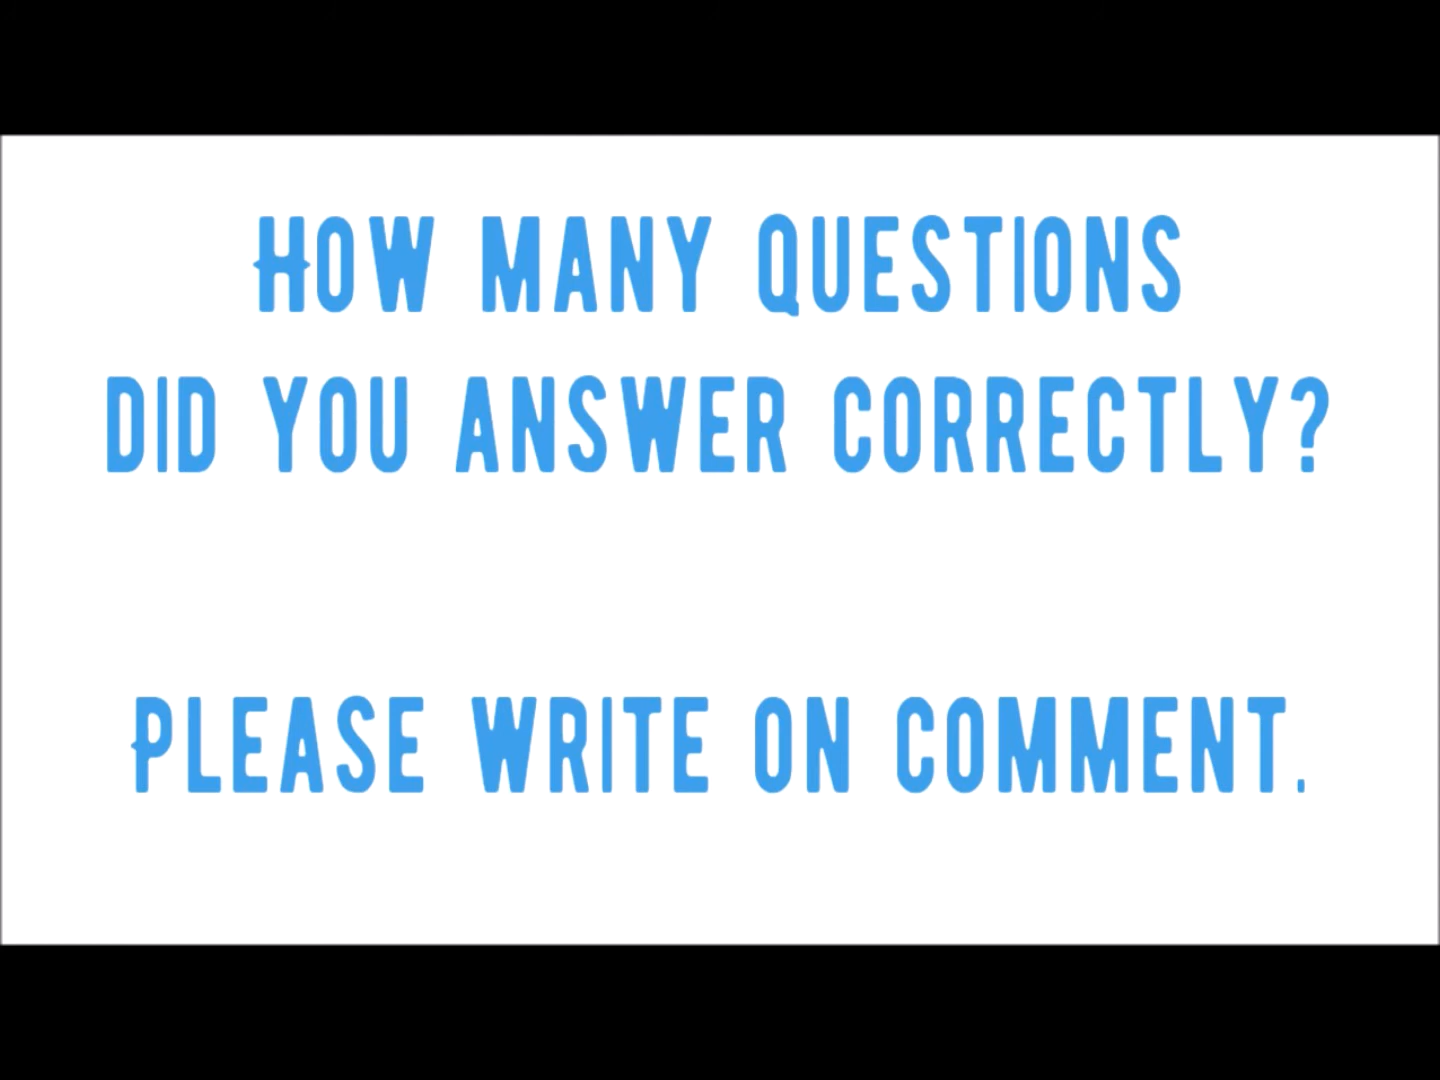 How many Questions
did you answer correctly?
Please write on comment.